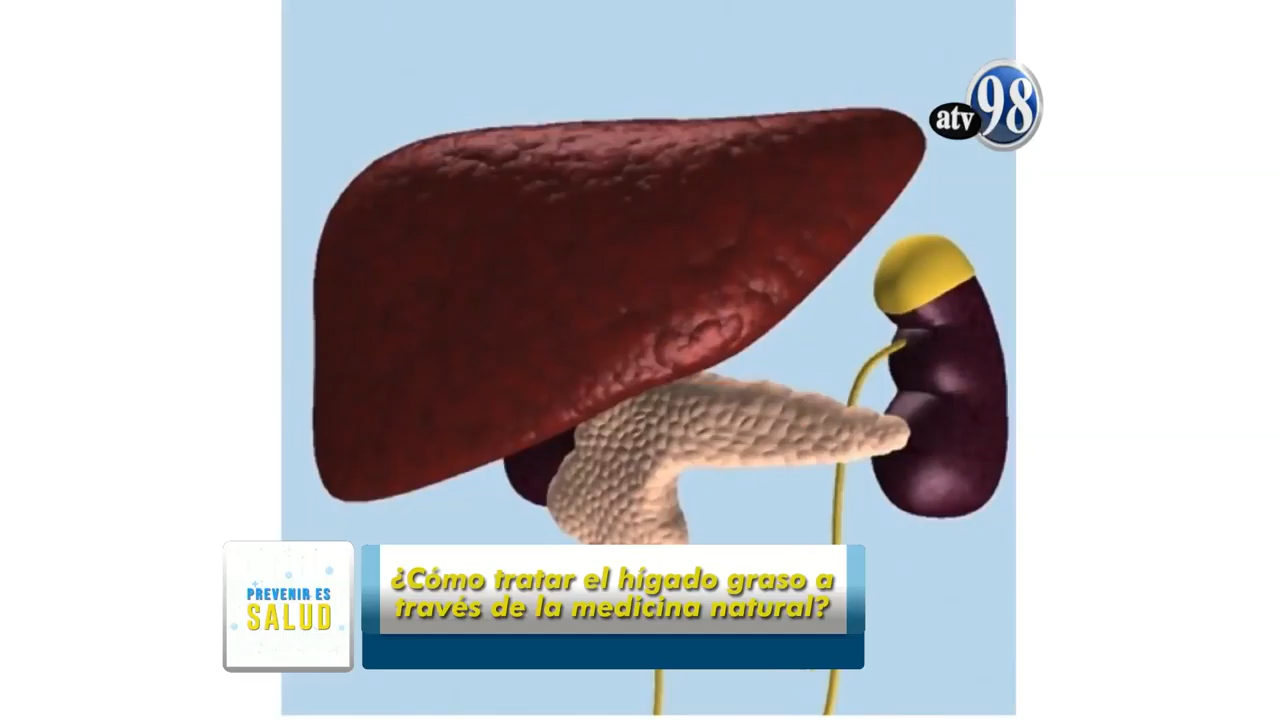 atv 98
PREVENIR ES
SALUD
¿Cómo tratar el hígado graso a
través de la medicina natural?